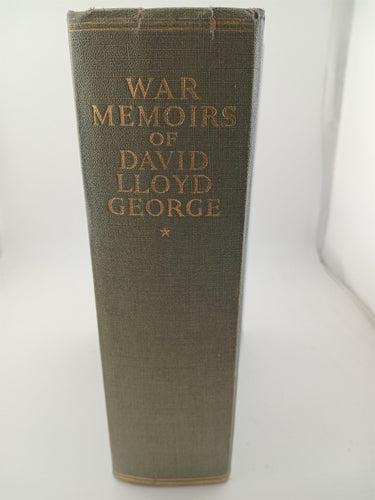 WAR
MEMOIRS
OF
DAVID
LLOYD
GEORGE